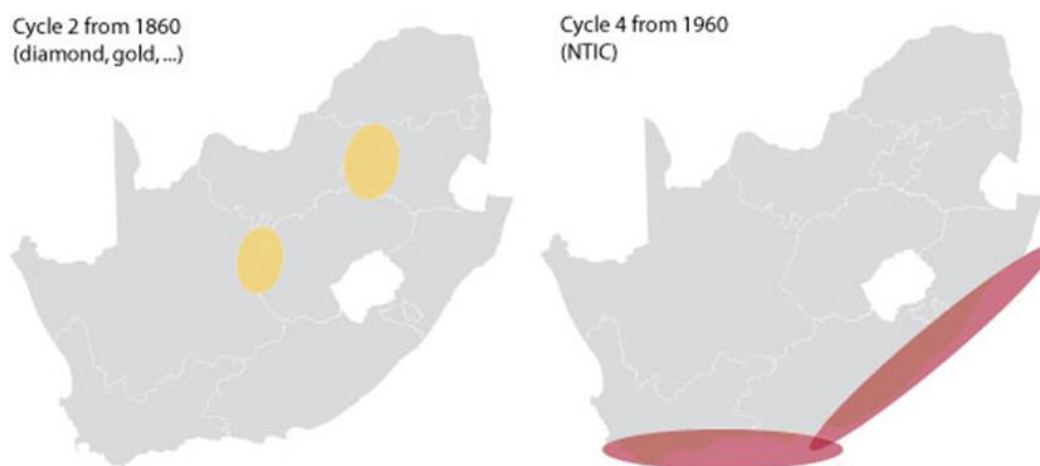 Cycle 2 from 1860
(diamond, gold, ...)
Cycle 4 from 1960
(NTIC)